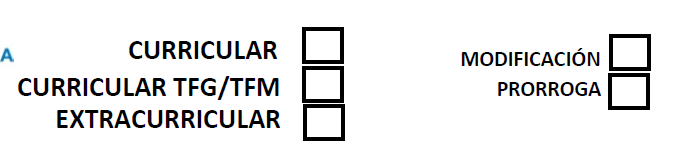 A
CURRICULAR
CURRICULAR TFG/TFM
EXTRACURRICULAR
MODIFICACIÓN
PRORROGA